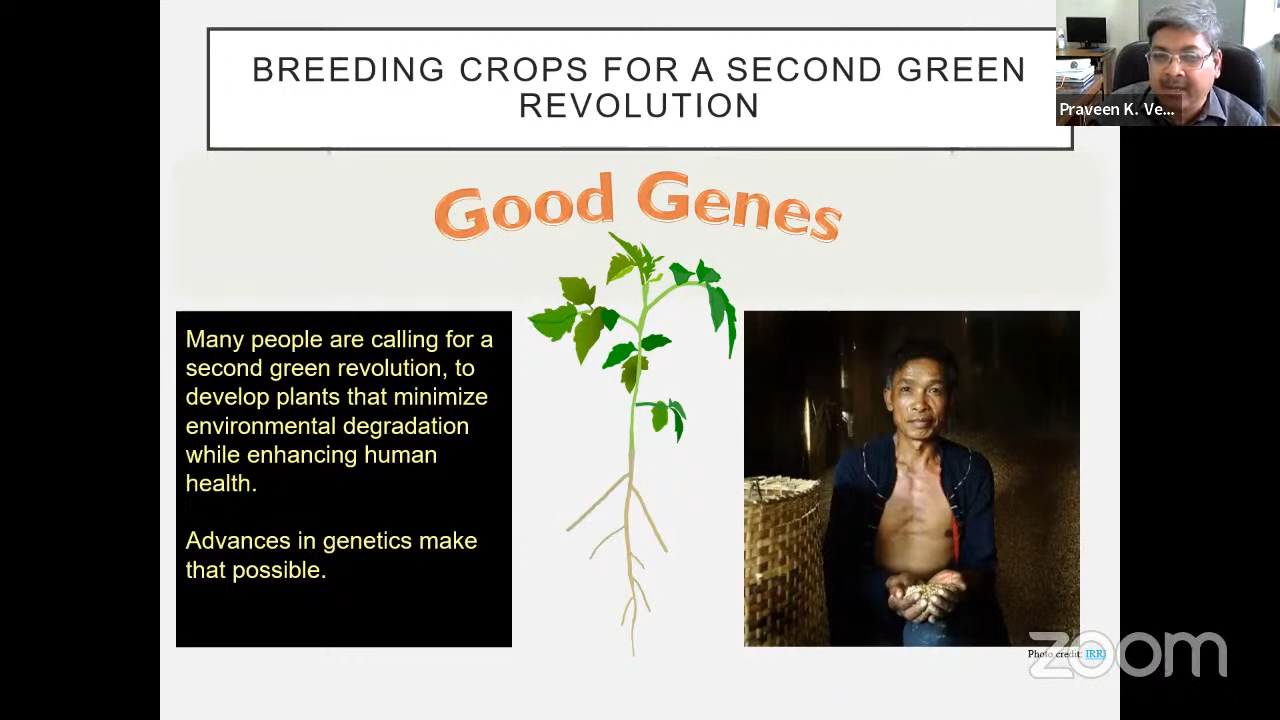 BREEDING CROPS FOR A SECOND GREEN
REVOLUTION
Praveen K. Ve...
Good Genes
Many people are calling for a
second green revolution, to
develop plants that minimize
environmental degradation
while enhancing human
health.
Advances in genetics make
that possible.
Photo credit: IRRI
zoom